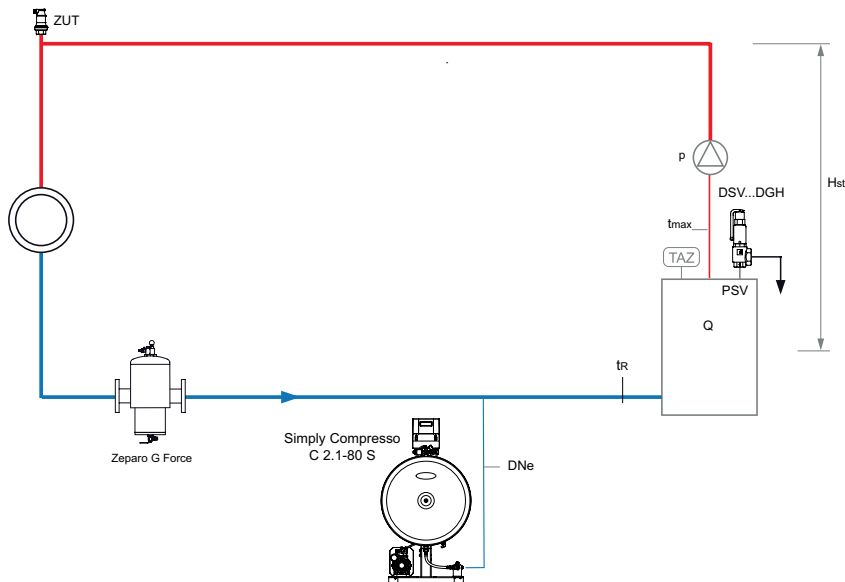 ZUT
p
Hst
DSV...DGH
tmax
TAZ
PSV
Q
tR
Simply Compresso
C 2.1-80 S
DNe
Zeparo G Force